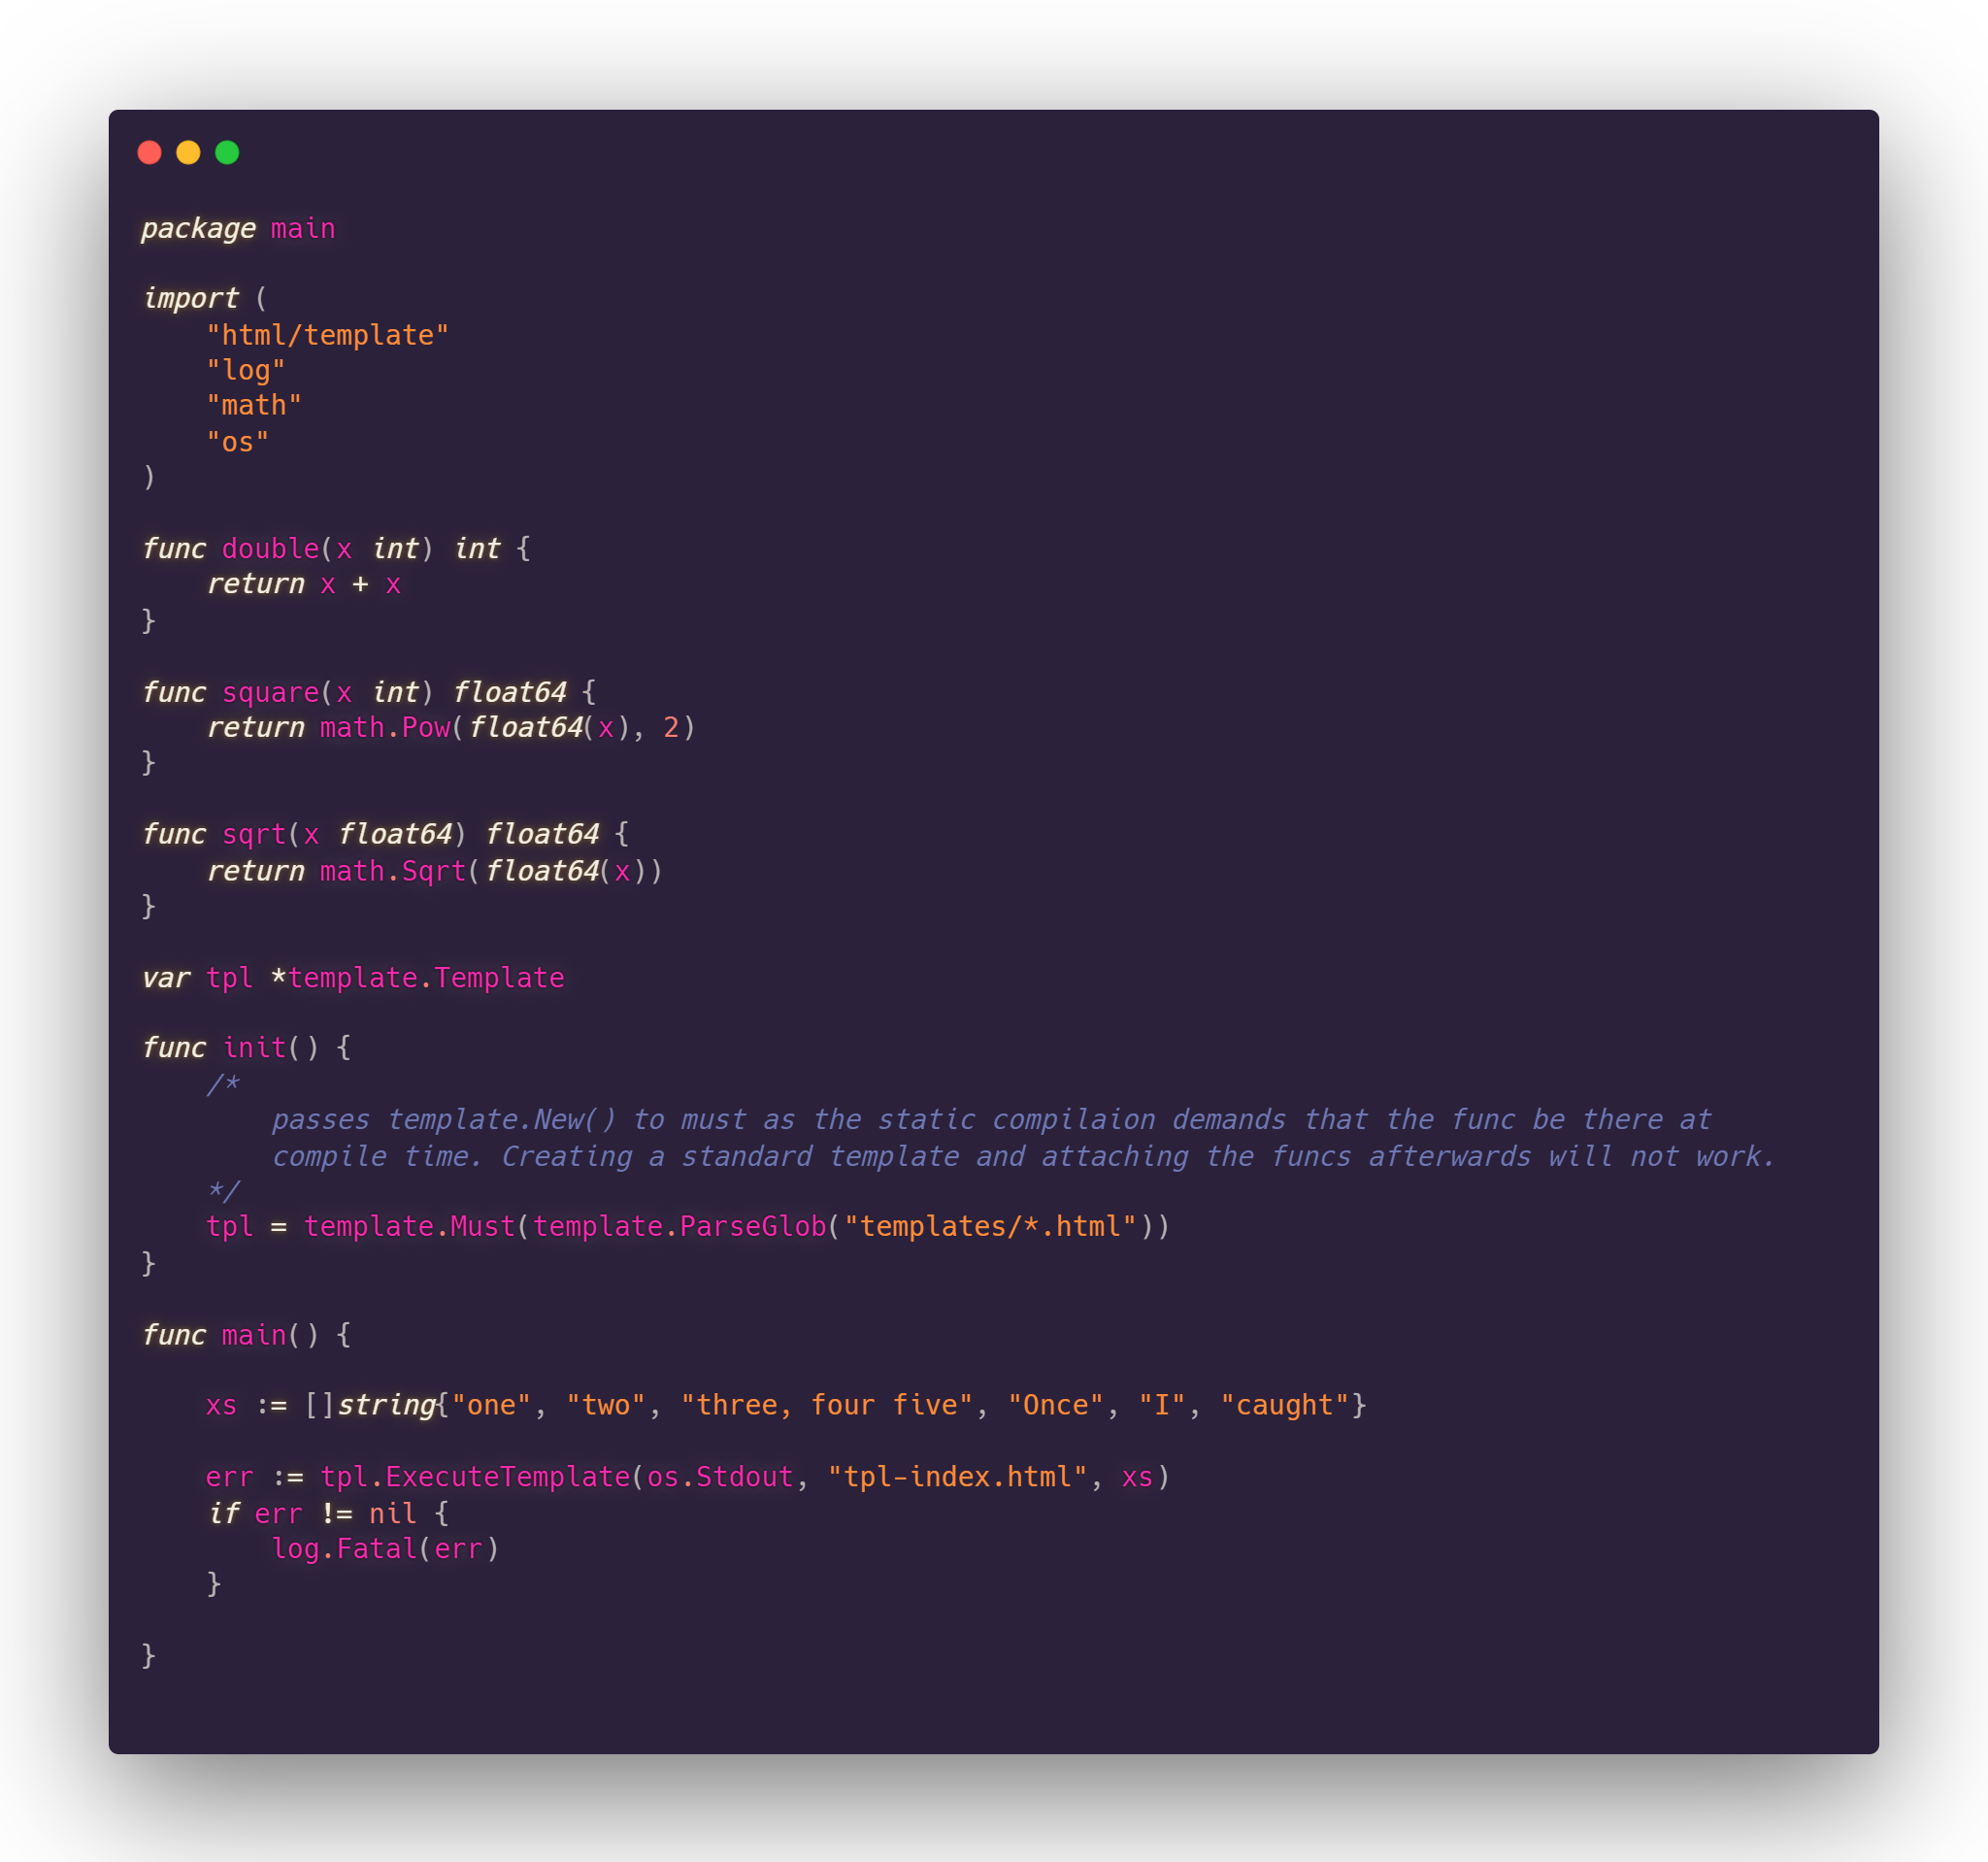 package main
import (
    "html/template"
    "log"
    "math"
    "os"
)
func double(x int) int {
    return x + x
}
func square(x int) float64 {
    return math.Pow(float64(x), 2)
}
func sqrt(x float64) float64 {
    return math.Sqrt(float64(x))
}
var tpl *template.Template
func init() {
    /*
        passes template.New() to must as the static compilaion demands that the func be there at
        compile time. Creating a standard template and attaching the funcs afterwards will not work.
    */
    tpl = template.Must(template.ParseGlob("templates/*.html"))
}
func main() {
    xs := []string{"one", "two", "three, four five", "Once", "I", "caught"}
    err := tpl.ExecuteTemplate(os.Stdout, "tpl-index.html", xs)
    if err != nil {
        log.Fatal(err)
    }
}